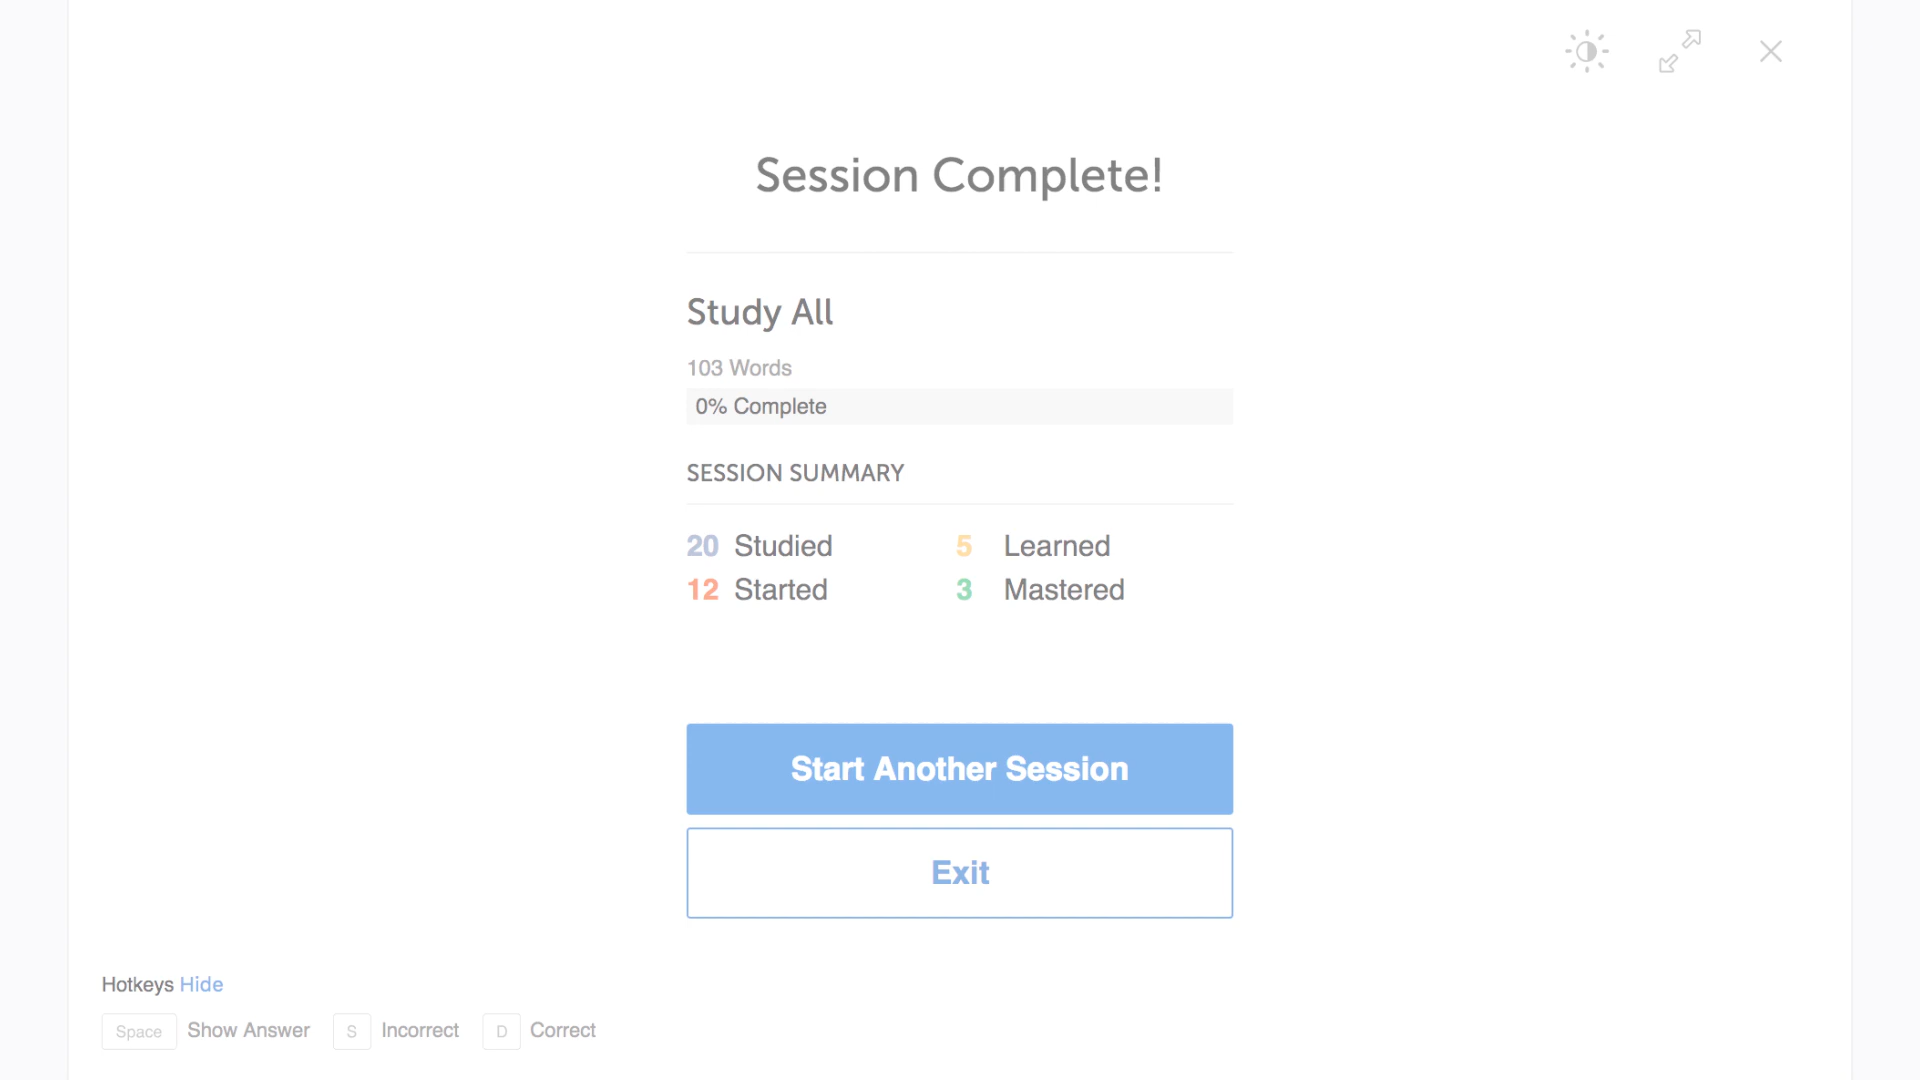 Session Complete!
Study All
103 Words
0% Complete
SESSION SUMMARY
20 Studied
5 Learned
12 Started
3 Mastered
Start Another Session
Exit
Hotkeys Hide
Space Show Answer S Incorrect D Correct